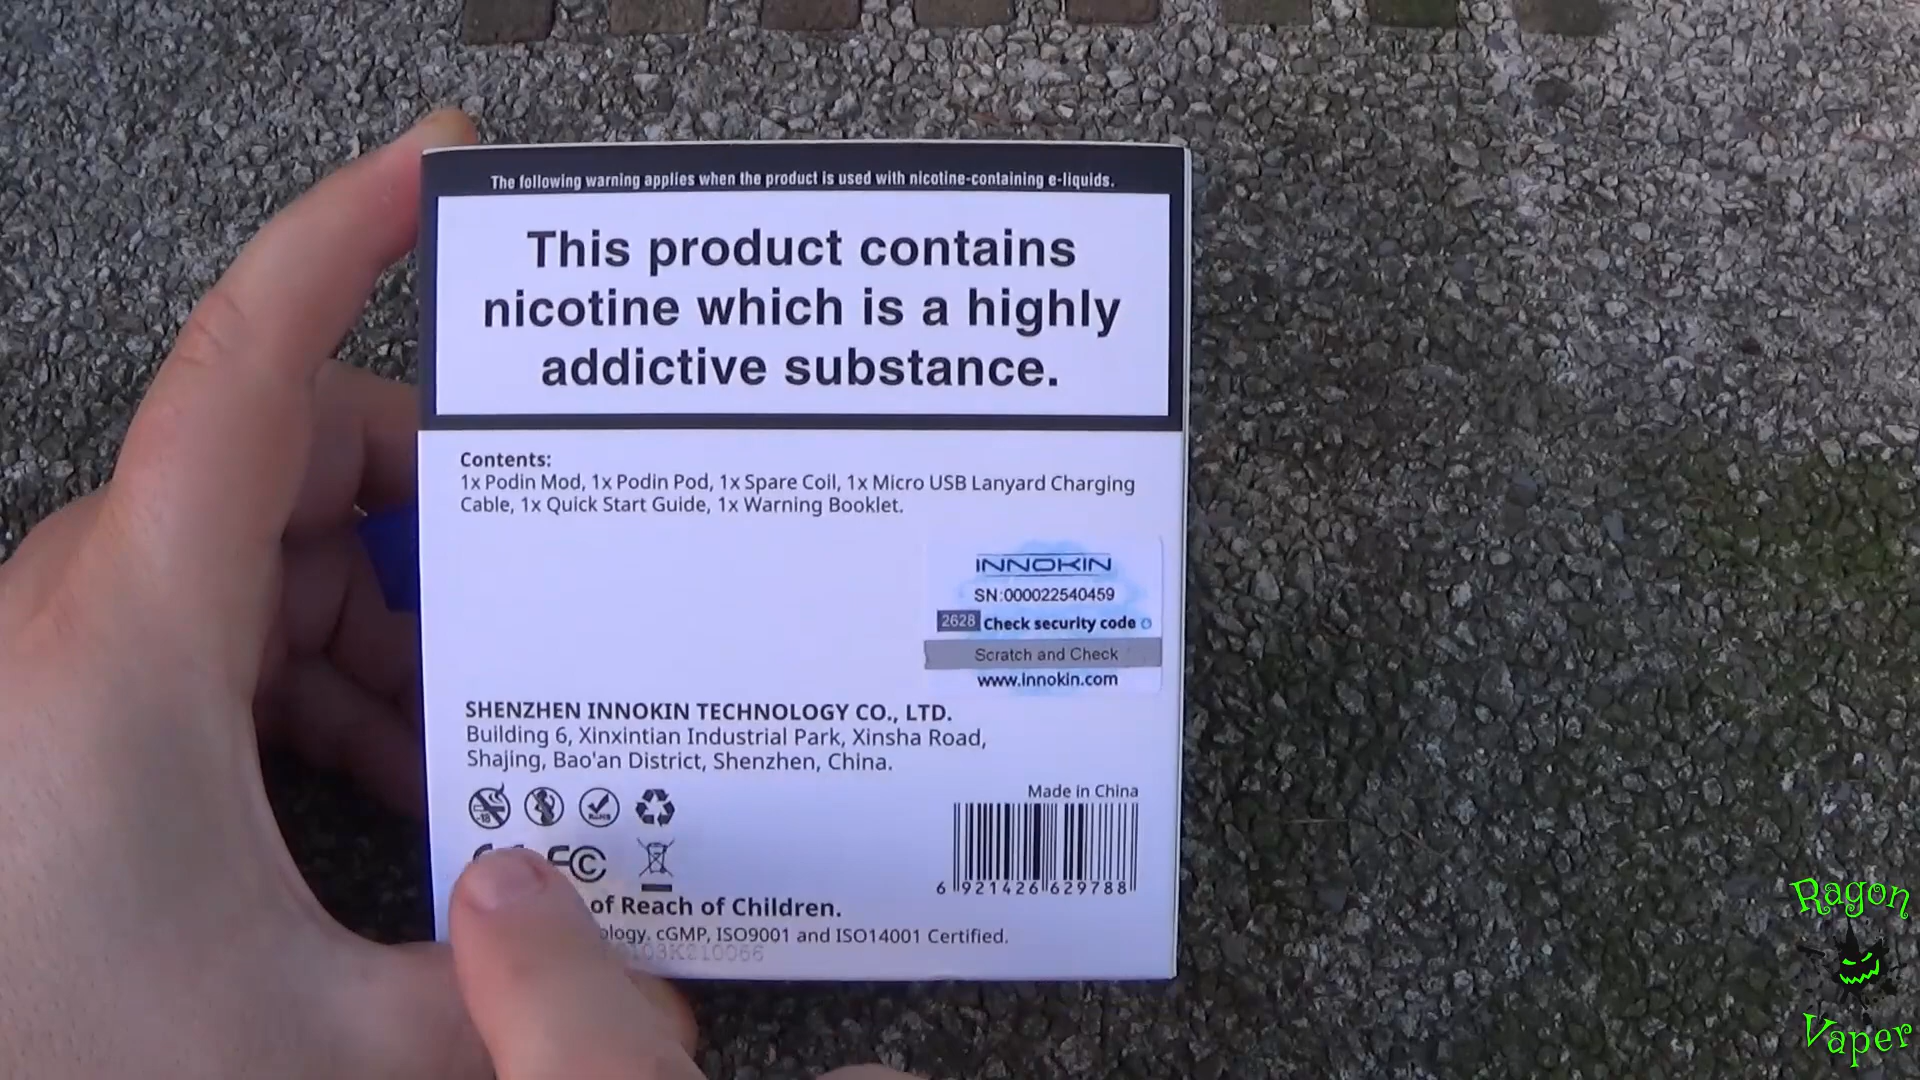 The following warning applies when the product is used with nicotine-containing e-liquids.
This product contains
nicotine which is a highly
addictive substance.
Contents:
1x Podin Mod, 1x Podin Pod, 1x Spare Coil, 1x Micro USB Lanyard Charging
Cable, 1x Quick Start Guide, 1x Warning Booklet.
INNOKIN
SN:000022540459
2628 Check security code
Scratch and Check
www.innokin.com
SHENZHEN INNOKIN TECHNOLOGY CO., LTD.
Building 6, Xinxintian Industrial Park, Xinsha Road,
Shajing, Bao'an District, Shenzhen, China.
-18 RoHS
Made in China
FC
6 921426 629788
of Reach of Children.
cGMP, ISO9001 and ISO14001 Certified.
Ragon
Vaper